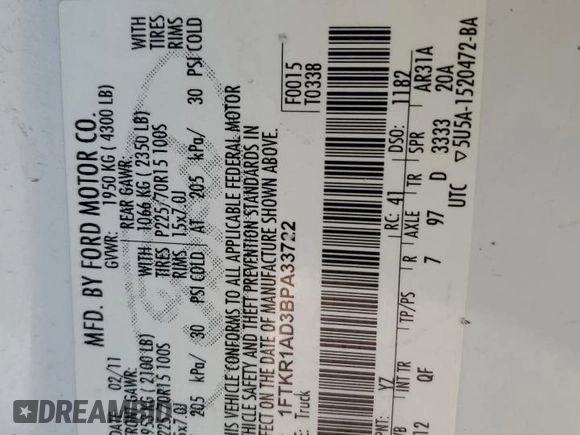 MFD. BY FORD MOTOR CO.
DATE: 02/11 GVWR: 1950 KG ( 4300 LB)
FRONT GAWR: REAR GAWR:
953 KG ( 2100 LB) WITH 1066 KG ( 2350 LB) WITH
P225/70R15 100S TIRES P225/70R15 100S TIRES
15x7.0J RIMS 15x7.0J RIMS
205 kPa/ 30 PSI COLD AT 205 kPa/ 30 PSI COLD
THIS VEHICLE CONFORMS TO ALL APPLICABLE FEDERAL MOTOR
VEHICLE SAFETY AND THEFT PREVENTION STANDARDS IN
EFFECT ON THE DATE OF MANUFACTURE SHOWN ABOVE.
1FTKR1AD3BPA33722 F0015
Truck T0338
PNT: YZ RC: 41 DSO: 1182
WB INT TR TP/PS R AXLE TR SPR AR31A
12 QF 7 97 D 3333 20A
UTC ▽5U5A-1520472-BA
DREAMBID